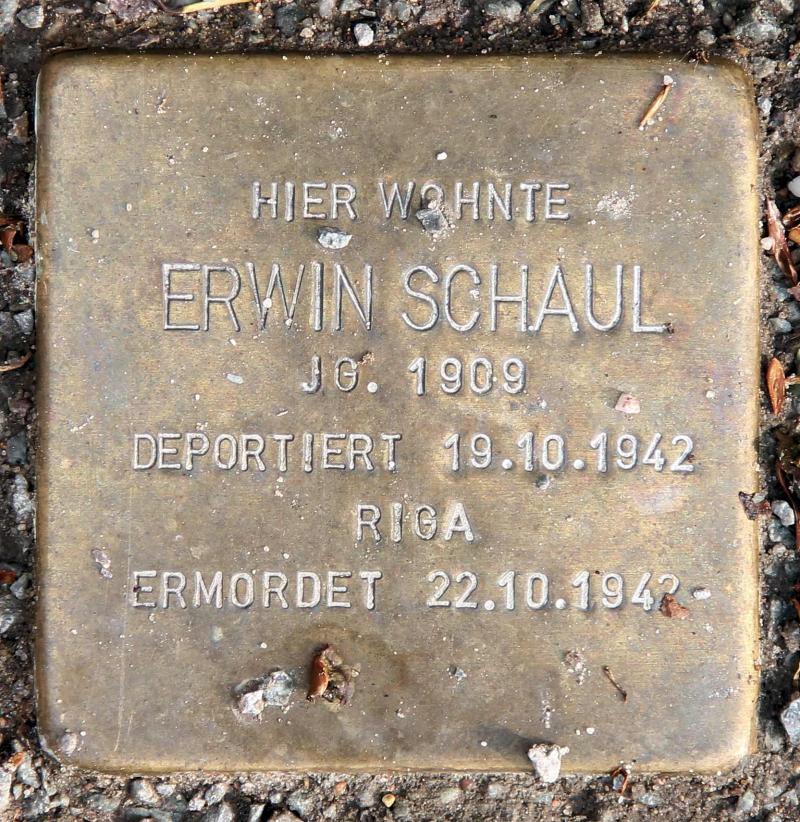 HIER WOHNTE
ERWIN SCHAUL
JG. 1909
DEPORTIERT 19.10.1942
RIGA
ERMORDET 22.10.1942